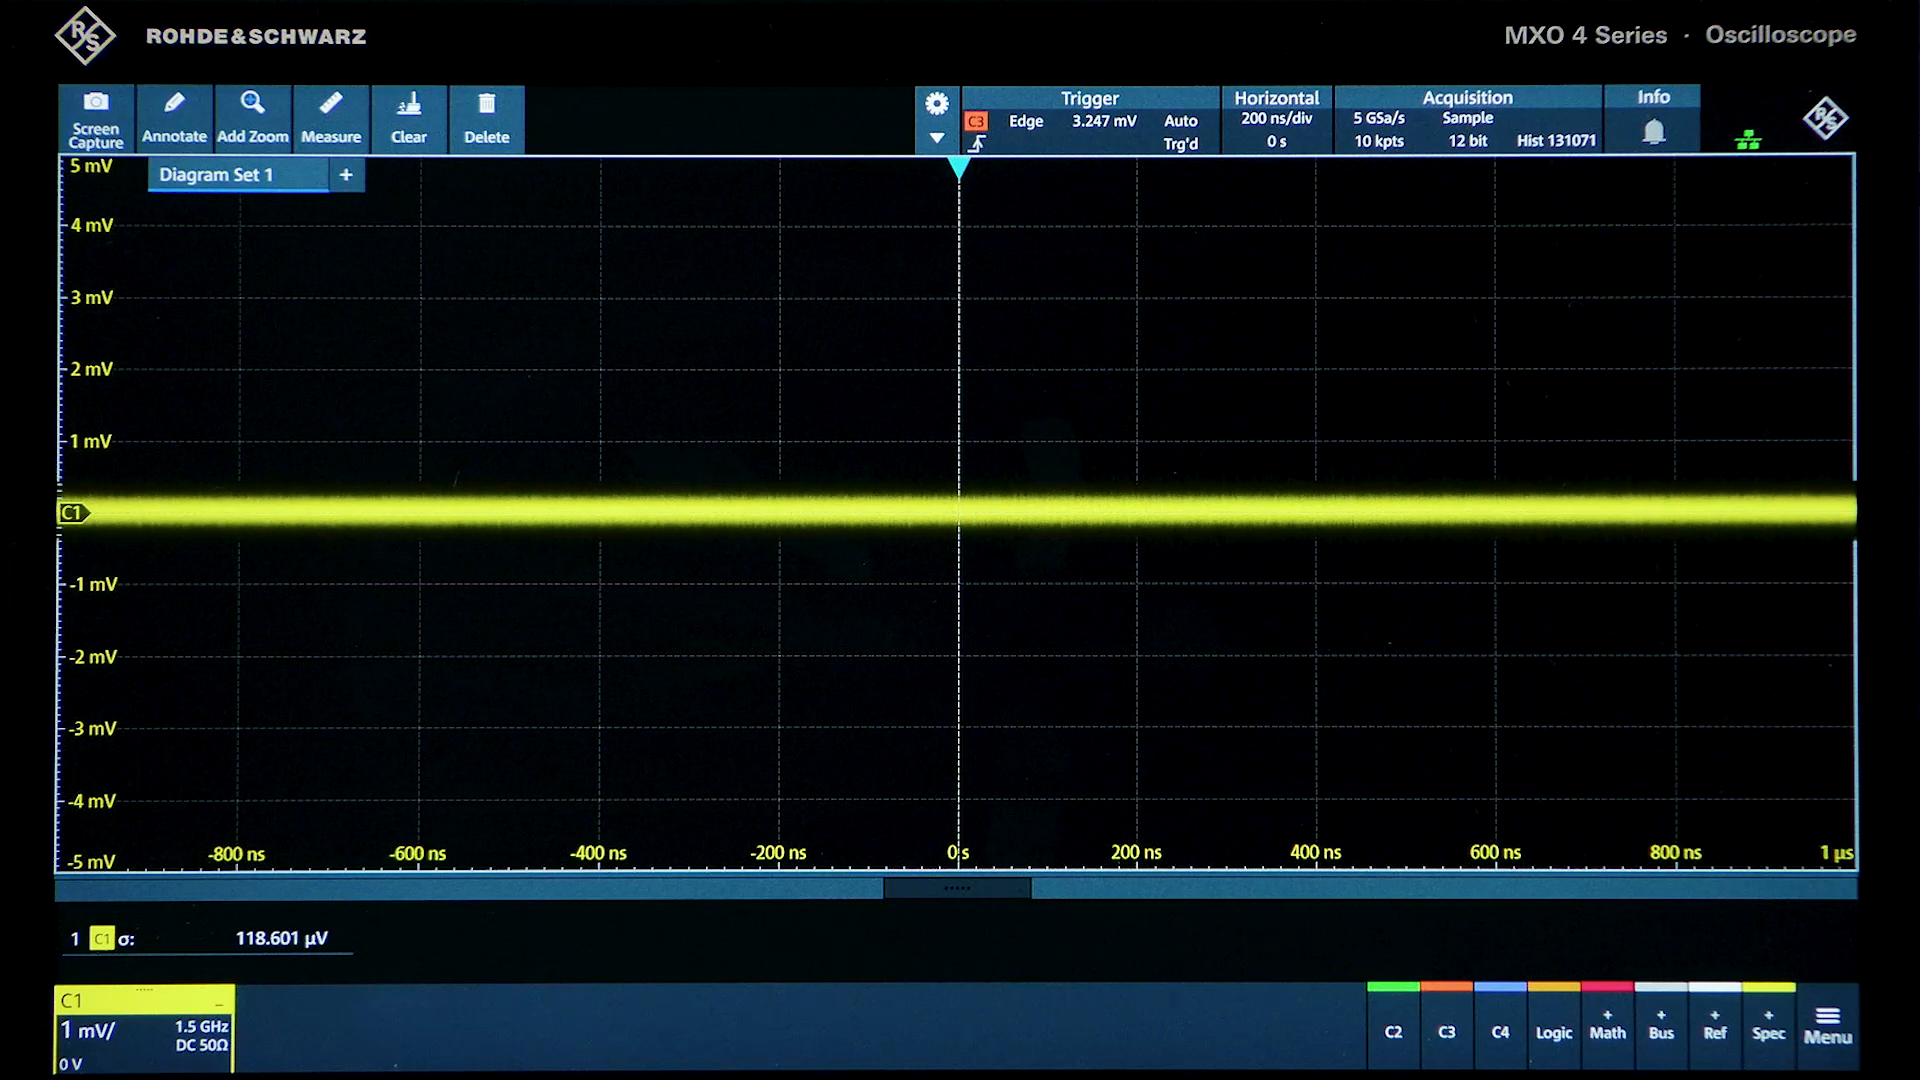 ROHDE&SCHWARZ
MXO 4 Series · Oscilloscope
Screen Capture
Annotate
Add Zoom
Measure
Clear
Delete
Trigger
C3 Edge 3.247 mV Auto
Trg'd
Horizontal
200 ns/div
0 s
Acquisition
5 GSa/s Sample
10 kpts 12 bit Hist 131071
Info
Diagram Set 1 +
5 mV
4 mV
3 mV
2 mV
1 mV
C1
-1 mV
-2 mV
-3 mV
-4 mV
-5 mV
-800 ns -600 ns -400 ns -200 ns 0 s 200 ns 400 ns 600 ns 800 ns 1 µs
1 C1 σ: 118.601 µV
C1
1 mV/ 1.5 GHz
DC 50Ω
0 V
C2
C3
C4
Logic
+ Math
+ Bus
+ Ref
+ Spec
Menu